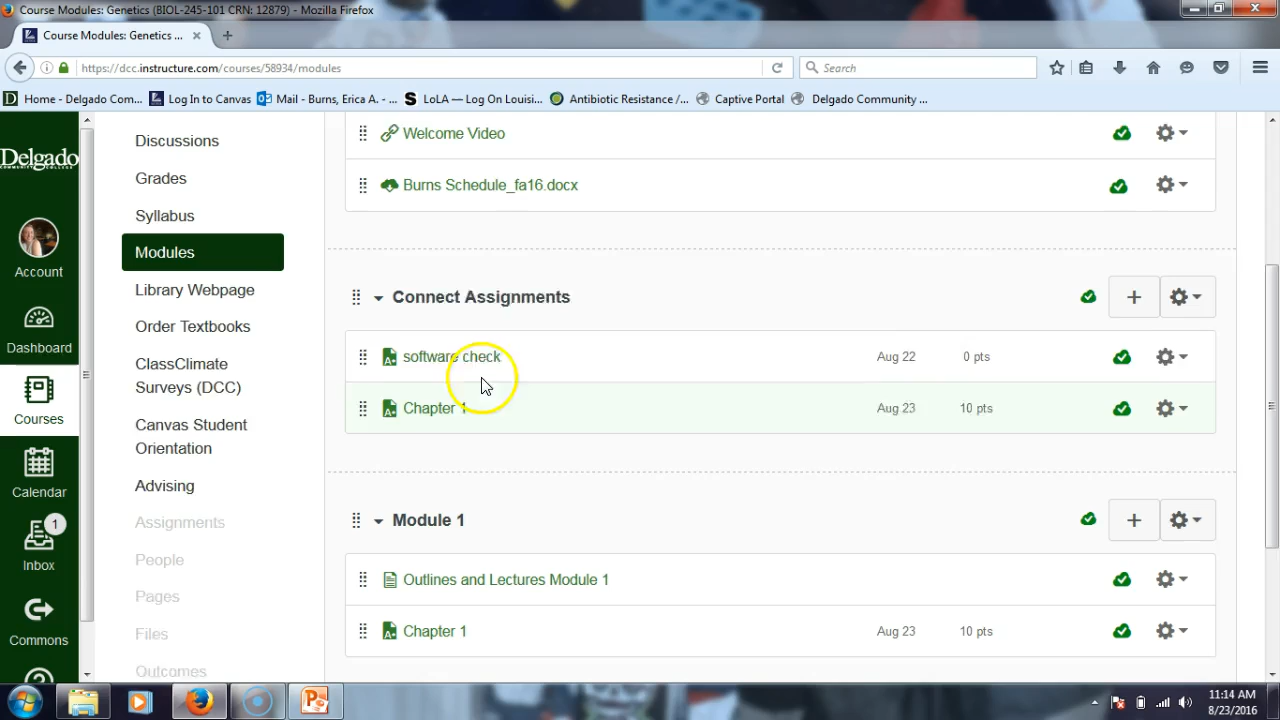 Course Modules: Genetics (BIOL-245-101 CRN: 12879) - Mozilla Firefox
Course Modules: Genetics ...
https://dcc.instructure.com/courses/58934/modules
Search
Home - Delgado Com...
Log In to Canvas
Mail - Burns, Erica A. - ...
LoLA — Log On Louisi...
Antibiotic Resistance /...
Captive Portal
Delgado Community ...
Delgado
COMMUNITY COLLEGE
Account
Dashboard
Courses
Calendar
1
Inbox
Commons
Discussions
Grades
Syllabus
Modules
Library Webpage
Order Textbooks
ClassClimate
Surveys (DCC)
Canvas Student
Orientation
Advising
Assignments
People
Pages
Files
Outcomes
Welcome Video
Burns Schedule_fa16.docx
Connect Assignments
software check Aug 22 0 pts
Chapter 1 Aug 23 10 pts
Module 1
Outlines and Lectures Module 1
Chapter 1 Aug 23 10 pts
11:14 AM
8/23/2016